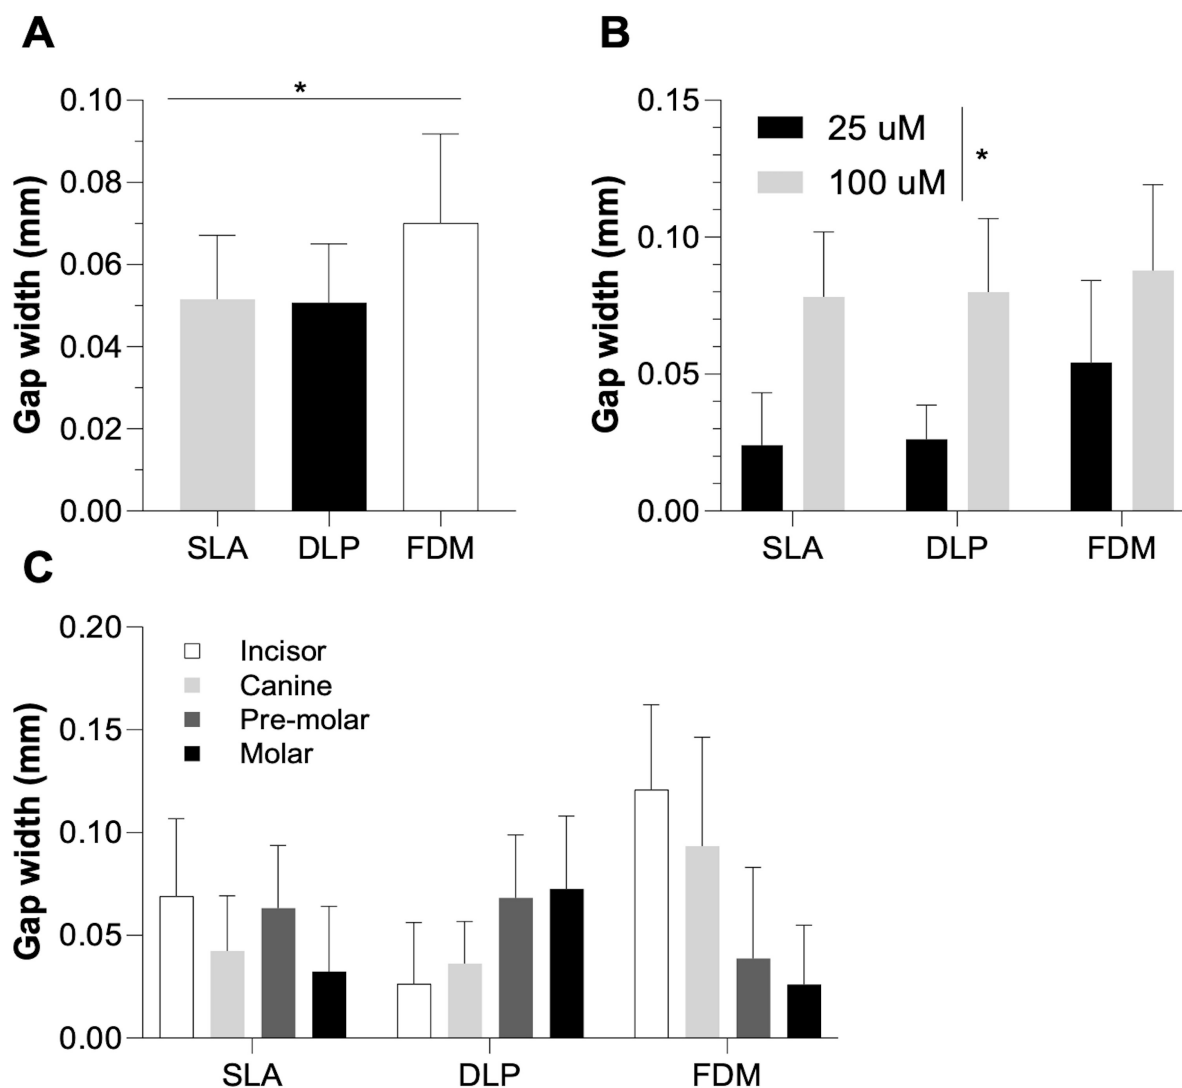 A
*
0.10
0.08
0.06
0.04
0.02
0.00
Gap width (mm)
SLA DLP FDM
B
0.15
0.10
0.05
0.00
Gap width (mm)
25 uM
100 uM
*
SLA DLP FDM
C
0.20
0.15
0.10
0.05
0.00
Gap width (mm)
Incisor
Canine
Pre-molar
Molar
SLA DLP FDM